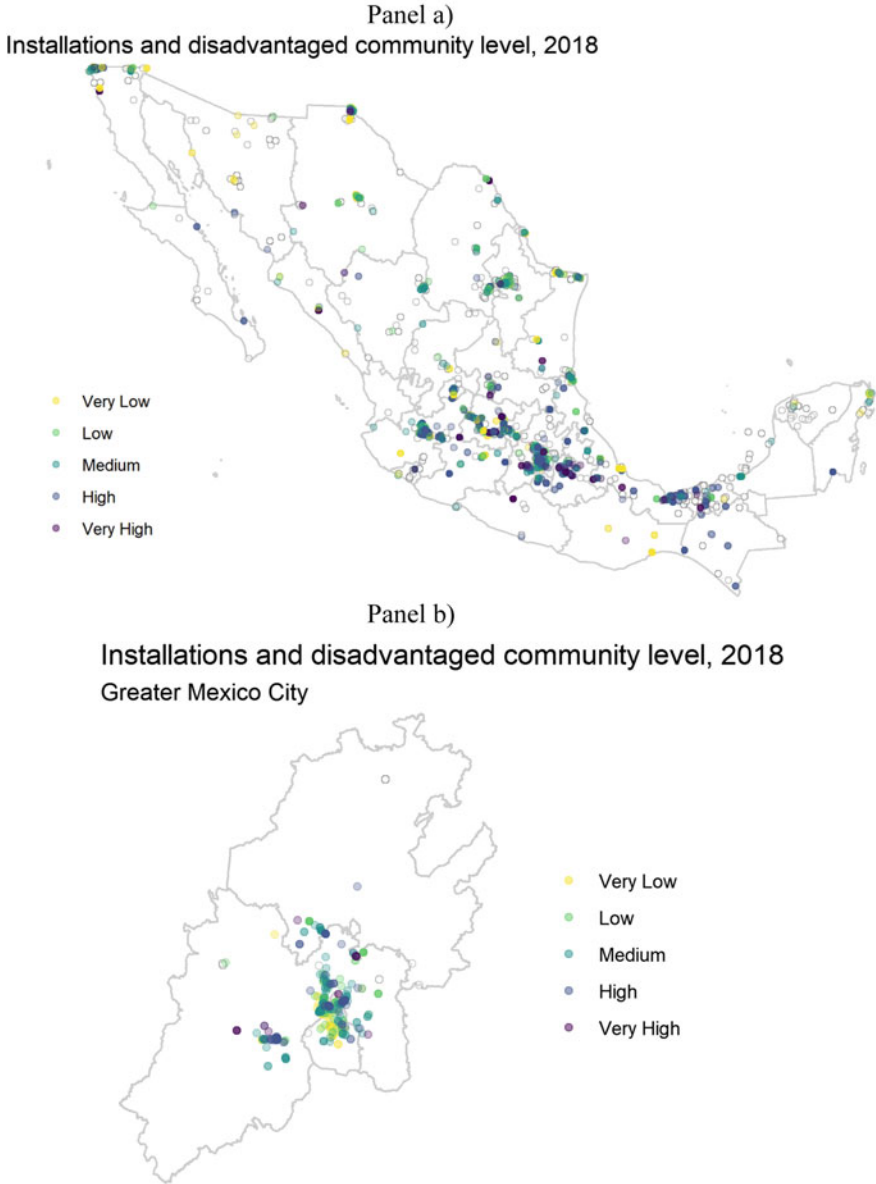 Panel a)
Installations and disadvantaged community level, 2018
Very Low
Low
Medium
High
Very High
Panel b)
Installations and disadvantaged community level, 2018
Greater Mexico City
Very Low
Low
Medium
High
Very High